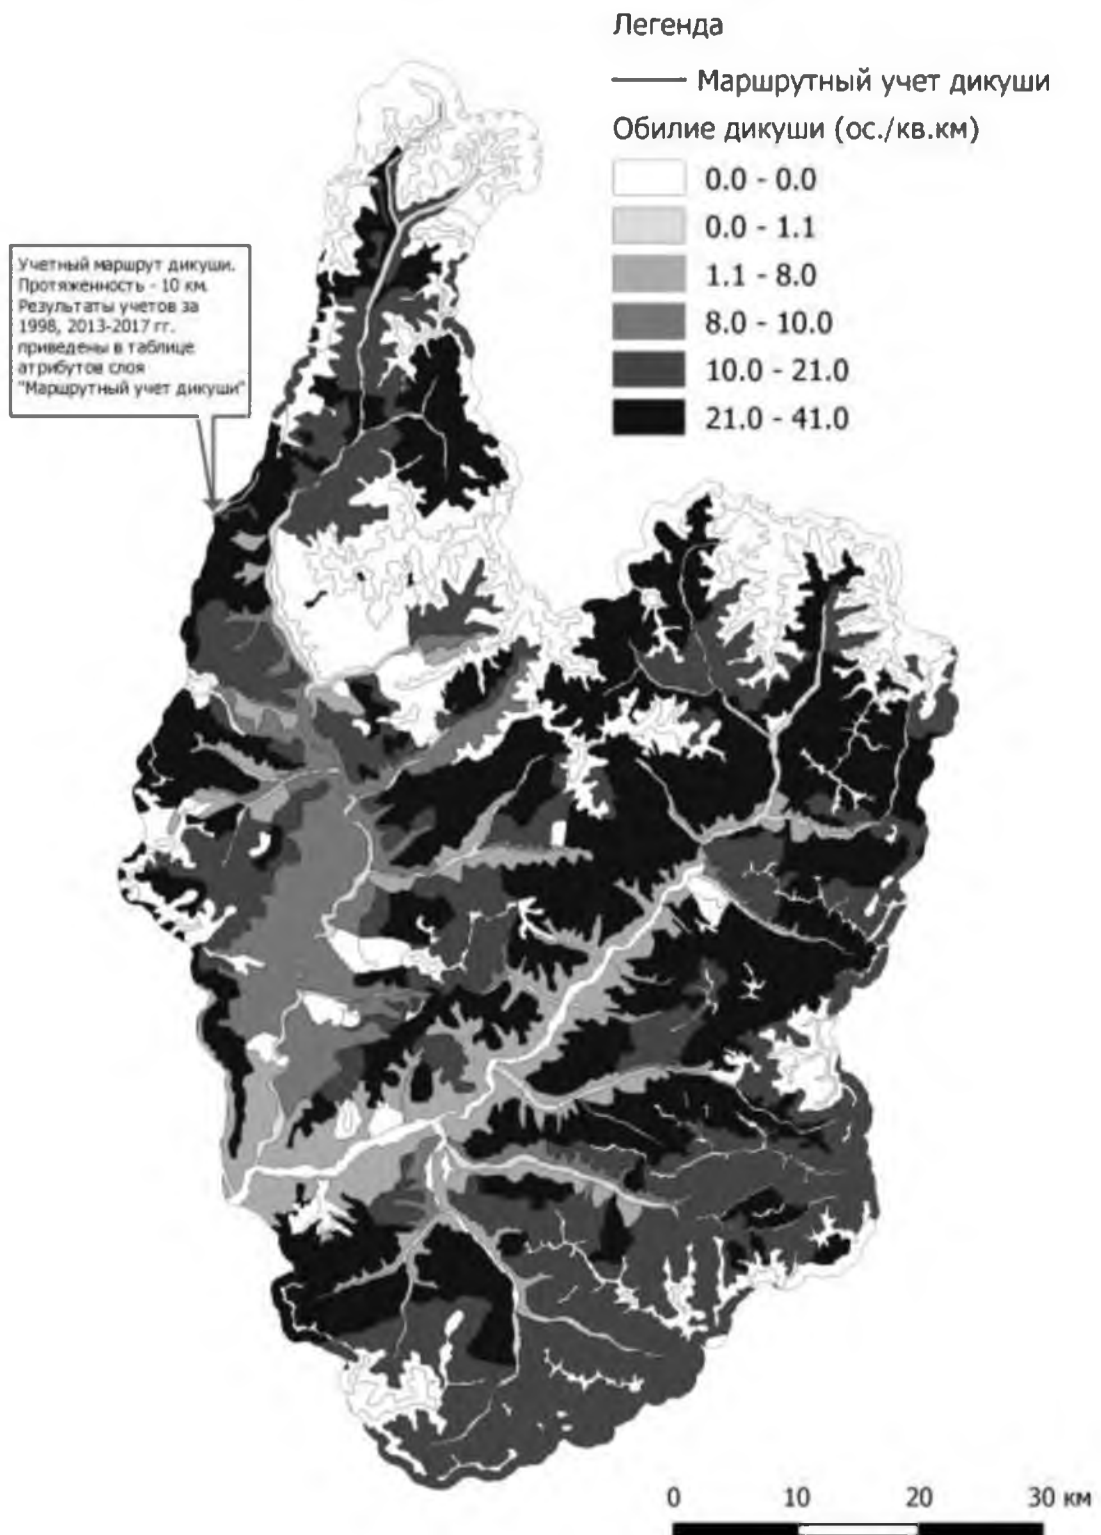 Легенда
Маршрутный учет дикуши
Обилие дикуши (ос./кв.км)
0.0 - 0.0
0.0 - 1.1
1.1 - 8.0
8.0 - 10.0
10.0 - 21.0
21.0 - 41.0
Учетный маршрут дикуши.
Протяженность - 10 км.
Результаты учетов за
1998, 2013-2017 гг.
приведены в таблице
атрибутов слоя
"Маршрутный учет дикуши"
0 10 20 30 км